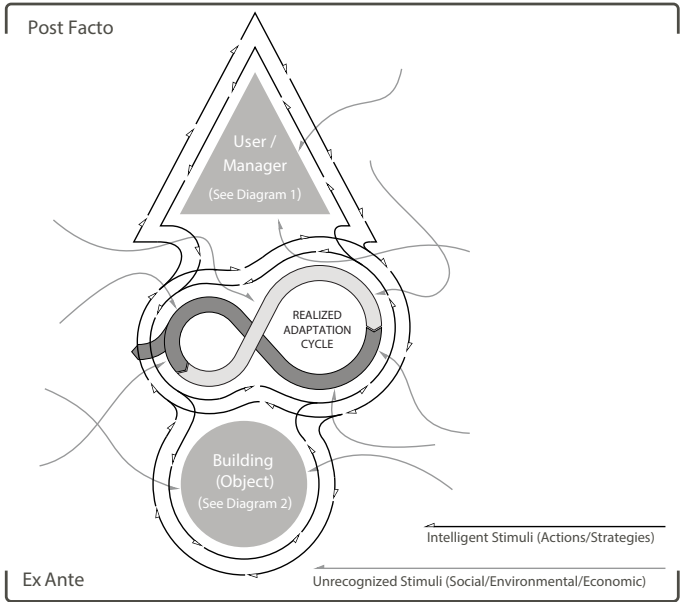 Post Facto
User /
Manager
(See Diagram 1)
REALIZED
ADAPTATION
CYCLE
Building
(Object)
(See Diagram 2)
Intelligent Stimuli (Actions/Strategies)
Ex Ante
Unrecognized Stimuli (Social/Environmental/Economic)